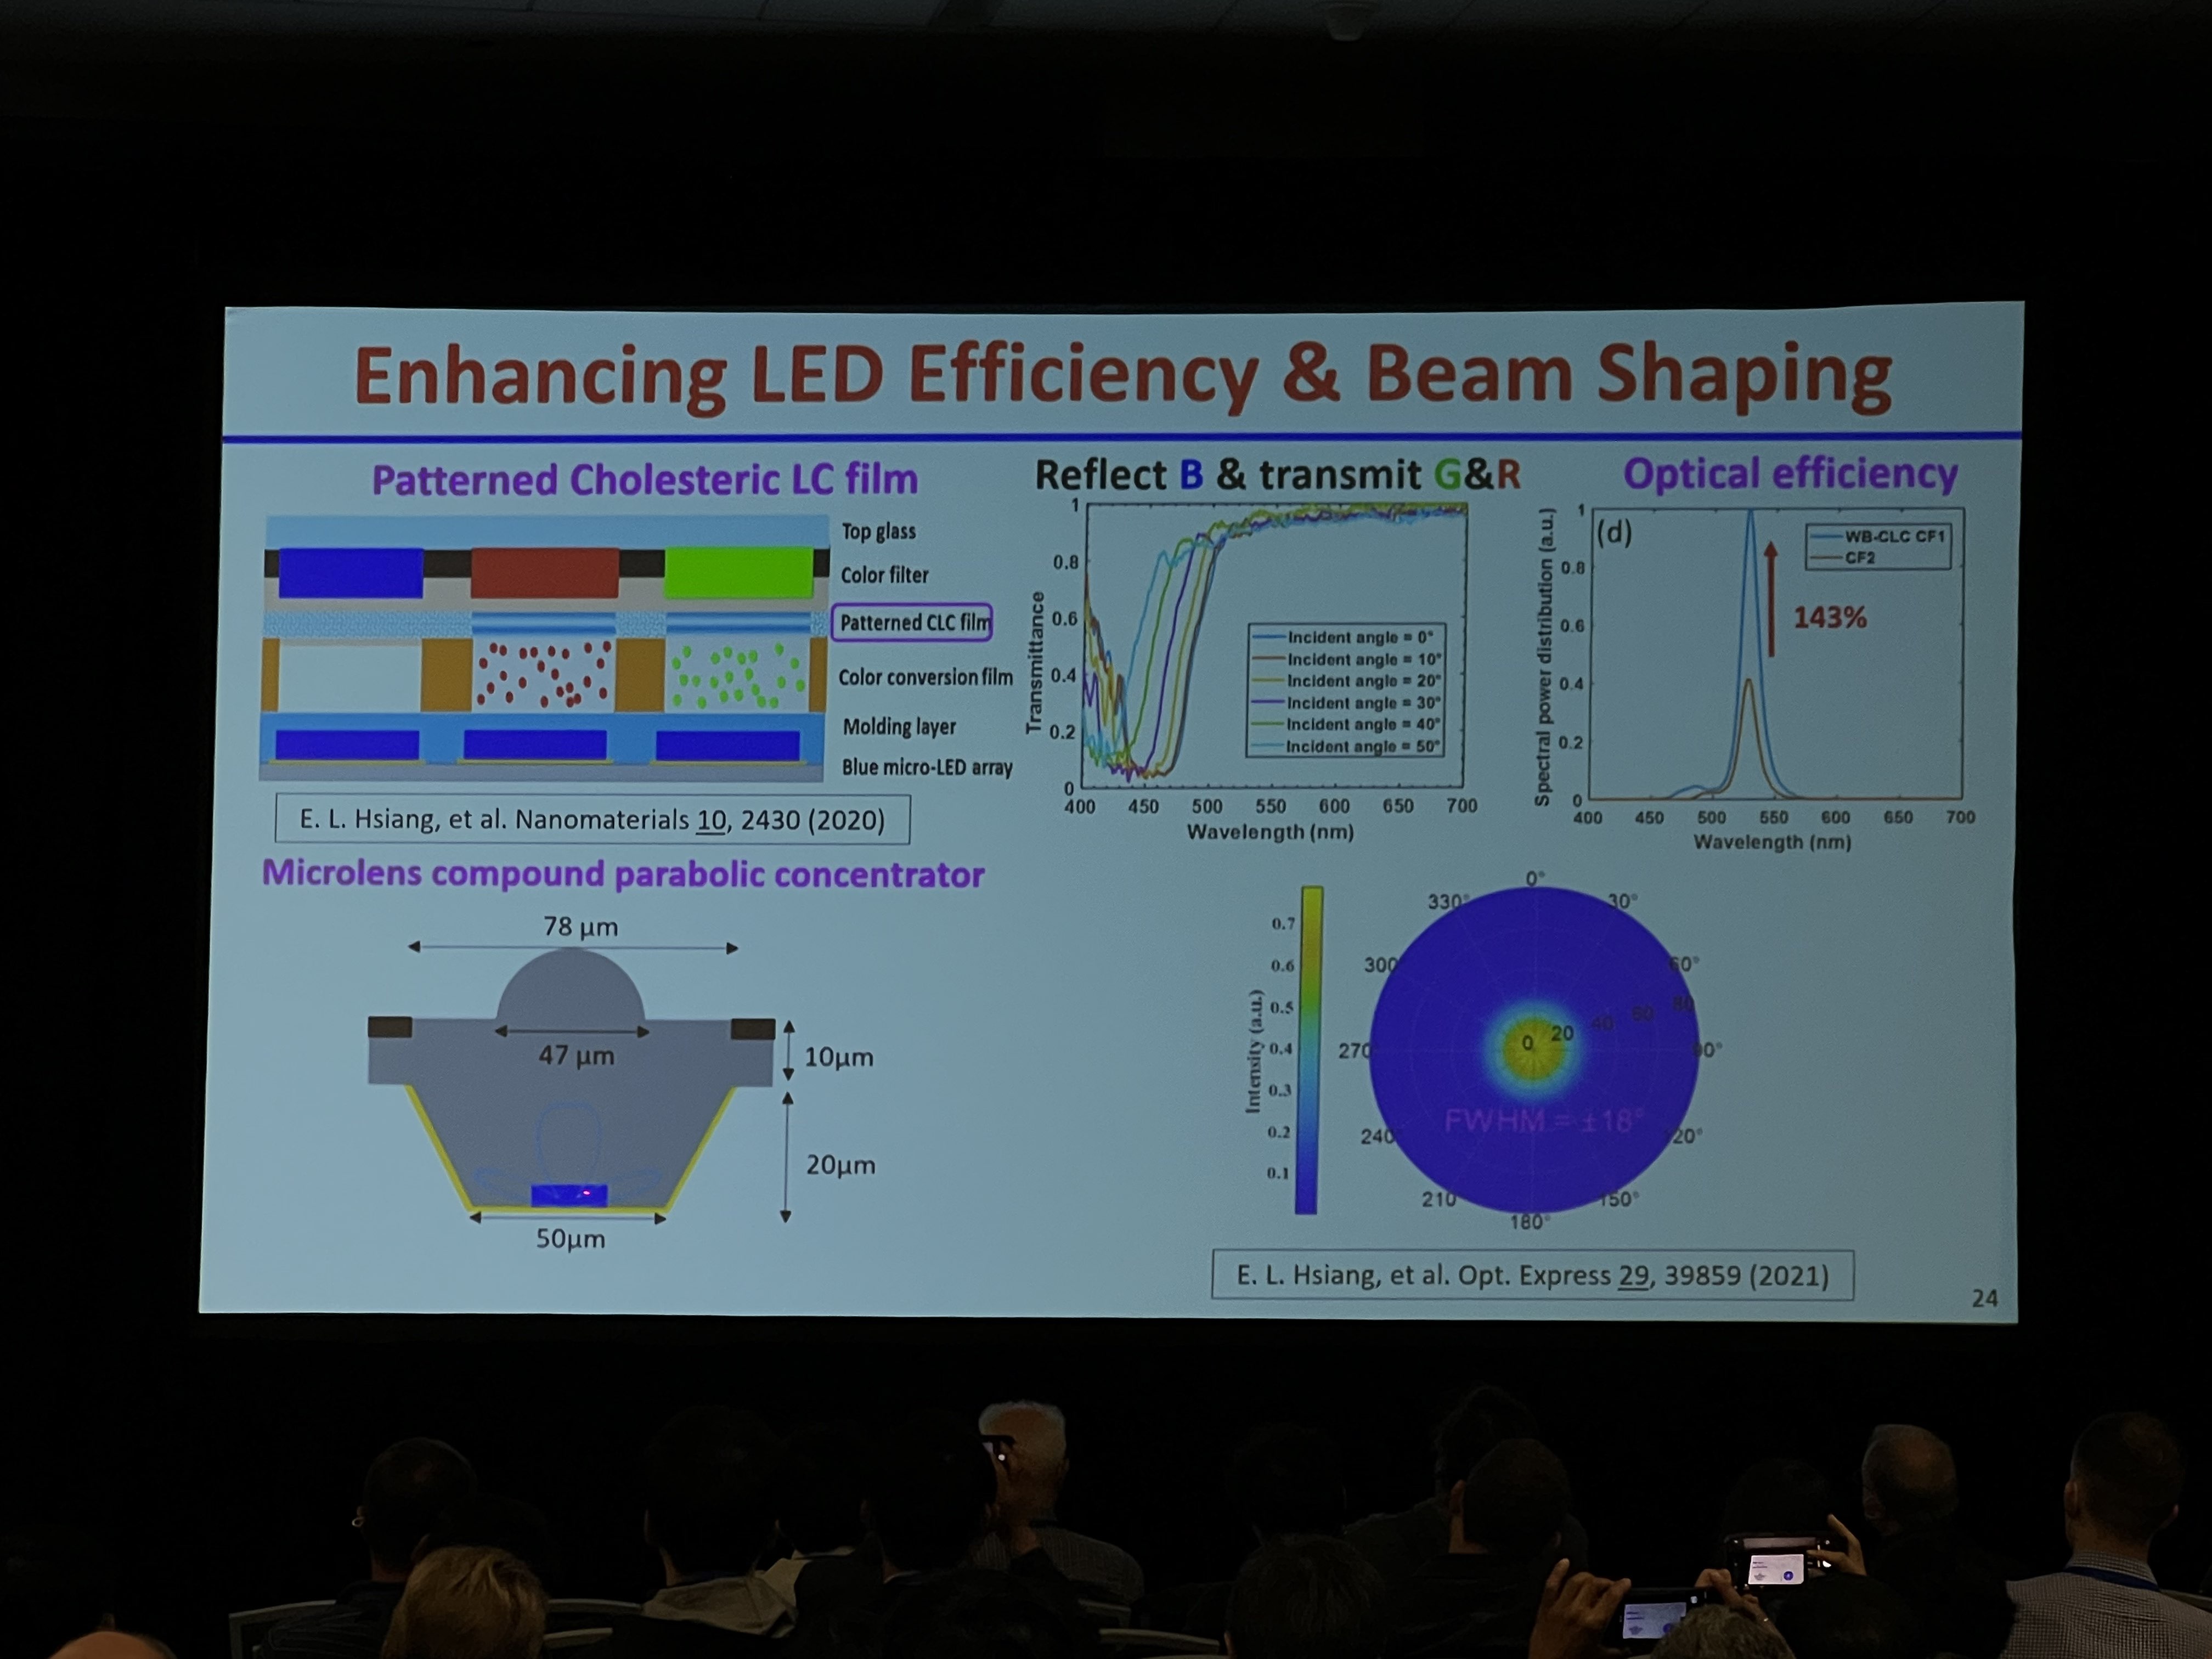 Enhancing LED Efficiency & Beam Shaping
Patterned Cholesteric LC film
Top glass
Color filter
Patterned CLC film
Color conversion film
Molding layer
Blue micro-LED array
E. L. Hsiang, et al. Nanomaterials 10, 2430 (2020)
Reflect B & transmit G&R
Transmittance
1
0.8
0.6
0.4
0.2
0
400 450 500 550 600 650 700
Wavelength (nm)
Incident angle = 0°
Incident angle = 10°
Incident angle = 20°
Incident angle = 30°
Incident angle = 40°
Incident angle = 50°
Optical efficiency
Spectral power distribution (a.u.)
1
0.8
0.6
0.4
0.2
0
(d)
WB-CLC CF1
CF2
143%
400 450 500 550 600 650 700
Wavelength (nm)
Microlens compound parabolic concentrator
78 μm
47 μm
10μm
20μm
50μm
Intensity (a.u.)
0.7
0.6
0.5
0.4
0.3
0.2
0.1
0°
330°
30°
300
60°
270
90°
240
120°
210
150°
180°
0 20 40 60 80
FWHM = ±18°
E. L. Hsiang, et al. Opt. Express 29, 39859 (2021)
24